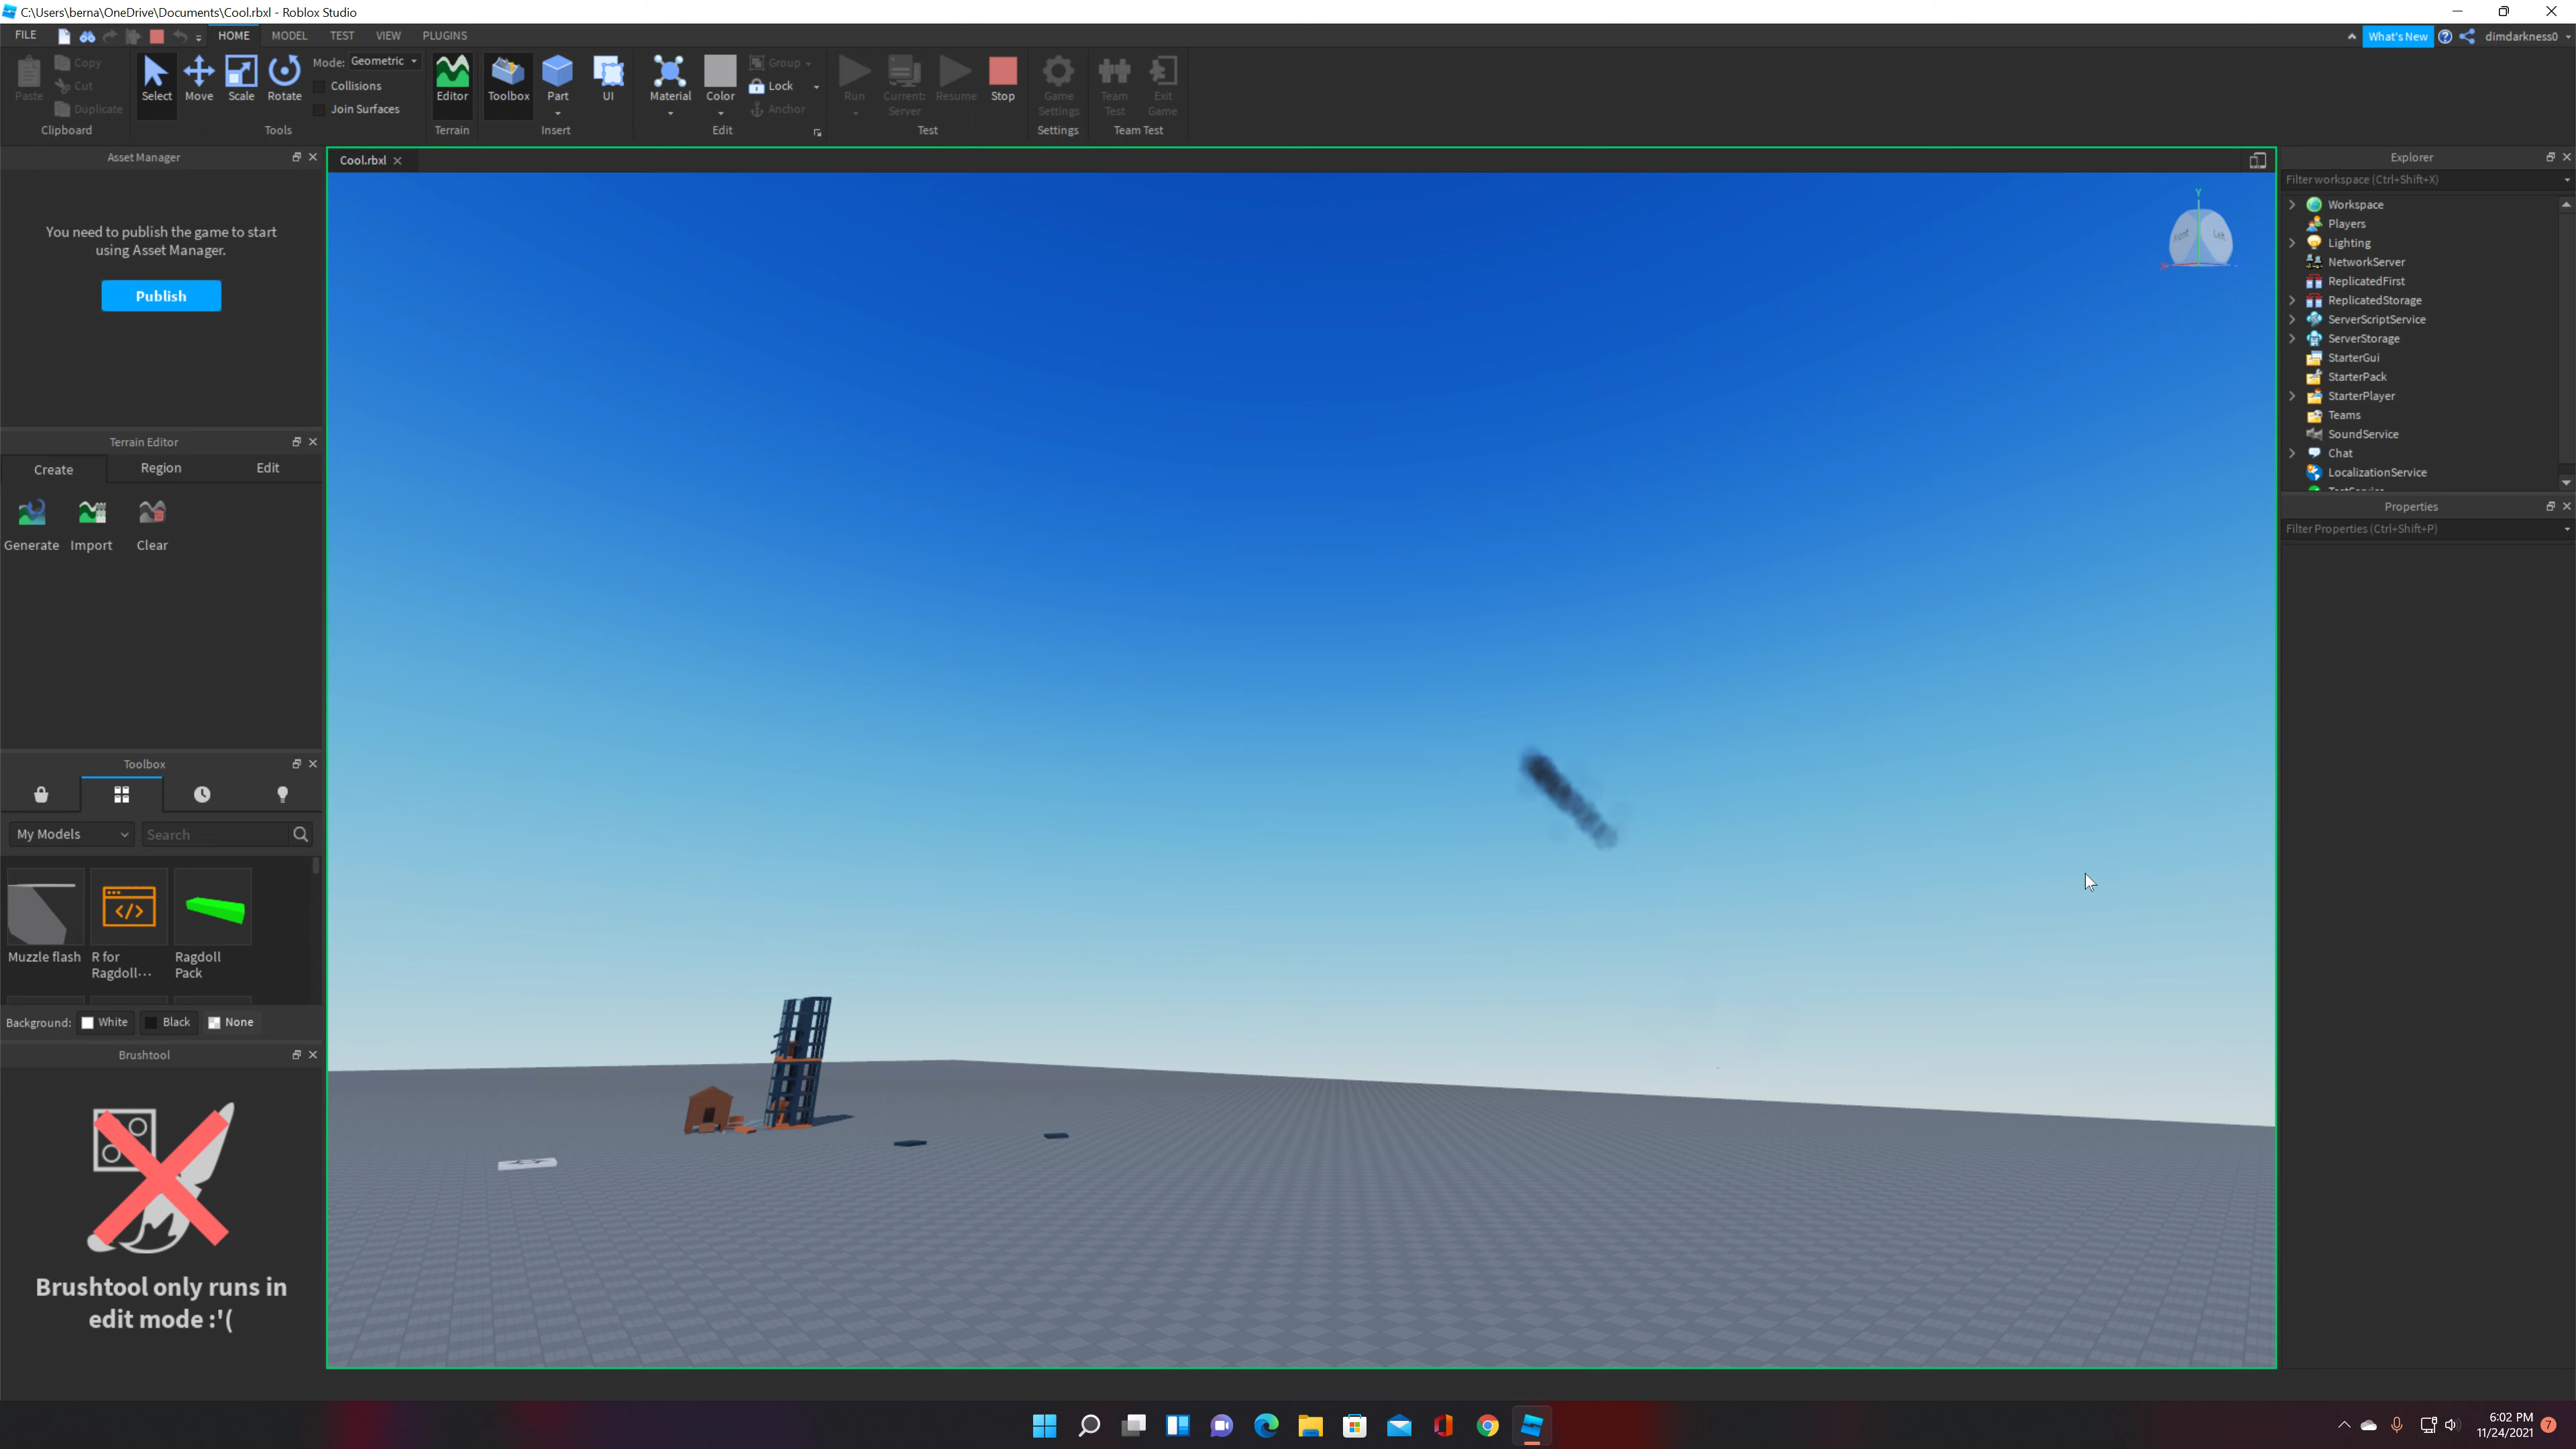 C:\Users\berna\OneDrive\Documents\Cool.rbxl - Roblox Studio
FILE HOME MODEL TEST VIEW PLUGINS What's New dimdarkness0
Paste Copy Cut Duplicate
Clipboard
Select Move Scale Rotate
Mode: Geometric
Collisions
Join Surfaces
Tools
Editor
Terrain
Toolbox Part UI
Insert
Material Color
Group
Lock
Anchor
Edit
Run Current: Server Resume Stop
Test
Game Settings
Settings
Team Test Exit Game
Team Test
Asset Manager
You need to publish the game to start
using Asset Manager.
Publish
Terrain Editor
Create Region Edit
Generate Import Clear
Toolbox
My Models Search
Muzzle flash
R for
Ragdoll...
Ragdoll
Pack
Background: White Black None
Brushtool
Brushtool only runs in
edit mode :'(
Cool.rbxl
Y
Front Left
Explorer
Filter workspace (Ctrl+Shift+X)
Workspace
Players
Lighting
NetworkServer
ReplicatedFirst
ReplicatedStorage
ServerScriptService
ServerStorage
StarterGui
StarterPack
StarterPlayer
Teams
SoundService
Chat
LocalizationService
TestService
Properties
Filter Properties (Ctrl+Shift+P)
6:02 PM
11/24/2021
7